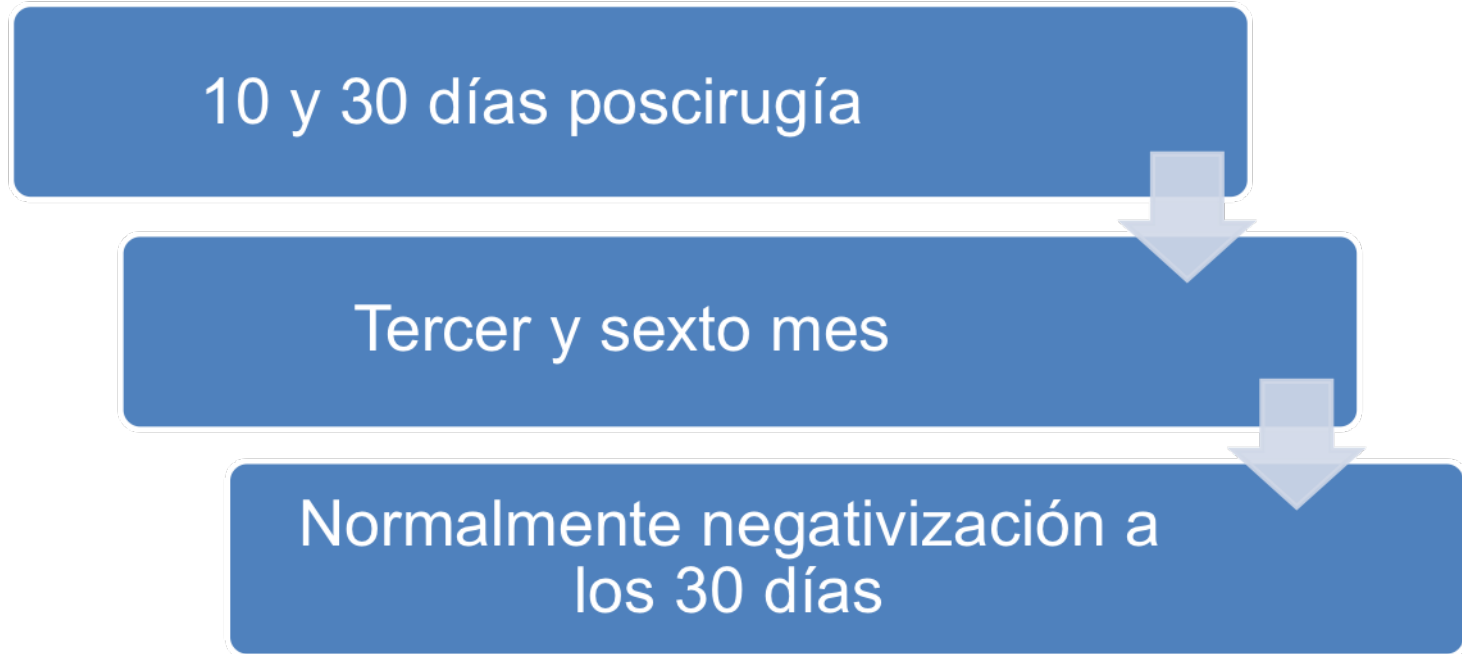 10 y 30 días poscirugía
Tercer y sexto mes
Normalmente negativización a
los 30 días